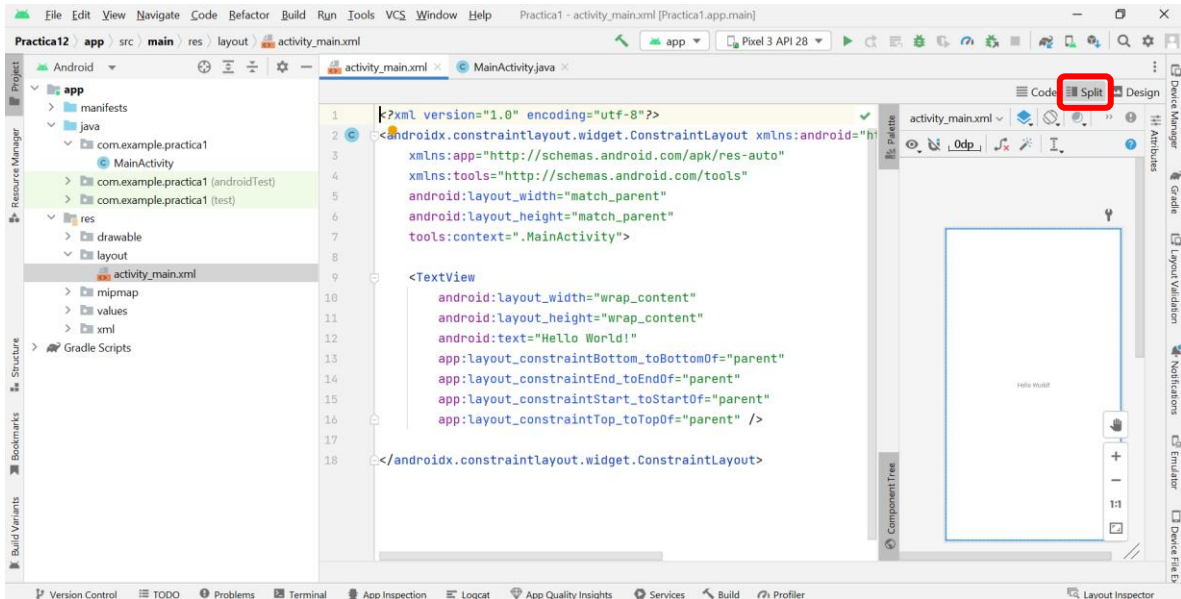 File Edit View Navigate Code Refactor Build Run Tools VCS Window Help Practica1 - activity_main.xml [Practica1.app.main]
Practica12 app src main res layout activity_main.xml app Pixel 3 API 28
Android activity_main.xml MainActivity.java
Code Split Design
Project
Resource Manager
Structure
Bookmarks
Build Variants
app
manifests
java
com.example.practica1
MainActivity
com.example.practica1 (androidTest)
com.example.practica1 (test)
res
drawable
layout
activity_main.xml
mipmap
values
xml
Gradle Scripts
1 <?xml version="1.0" encoding="utf-8"?>
2 <androidx.constraintlayout.widget.ConstraintLayout xmlns:android="ht
3 xmlns:app="http://schemas.android.com/apk/res-auto"
4 xmlns:tools="http://schemas.android.com/tools"
5 android:layout_width="match_parent"
6 android:layout_height="match_parent"
7 tools:context=".MainActivity">
8
9 <TextView
10 android:layout_width="wrap_content"
11 android:layout_height="wrap_content"
12 android:text="Hello World!"
13 app:layout_constraintBottom_toBottomOf="parent"
14 app:layout_constraintEnd_toEndOf="parent"
15 app:layout_constraintStart_toStartOf="parent"
16 app:layout_constraintTop_toTopOf="parent" />
17
18 </androidx.constraintlayout.widget.ConstraintLayout>
Palette
Component Tree
activity_main.xml
0dp
Hello World!
1:1
Attributes
Device Manager
Gradle
Layout Validation
Notifications
Emulator
Device File Ex
Version Control TODO Problems Terminal App Inspection Logcat App Quality Insights Services Build Profiler Layout Inspector